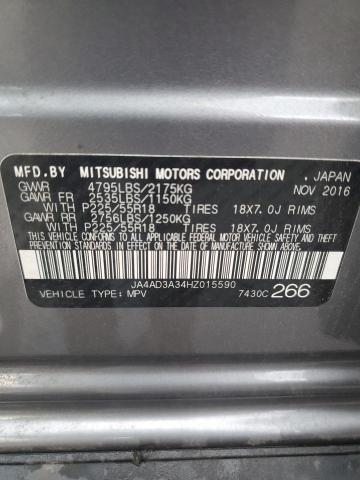 MFD.BY MITSUBISHI MOTORS CORPORATION, JAPAN
GVWR 4795LBS/2175KG NOV 2016
GAWR FR 2535LBS/1150KG
WITH P225/55R18 TIRES 18X7.0J RIMS
GAWR RR 2756LBS/1250KG
WITH P225/55R18 TIRES 18X7.0J RIMS
THIS VEHICLE CONFORMS TO ALL APPLICABLE FEDERAL
MOTOR VEHICLE SAFETY, BUMPER, AND THEFT
PREVENTION STANDARDS IN EFFECT ON THE DATE OF
MANUFACTURE SHOWN ABOVE.
JA4AD3A34HZ015590
VEHICLE TYPE: MPV 7430C 266